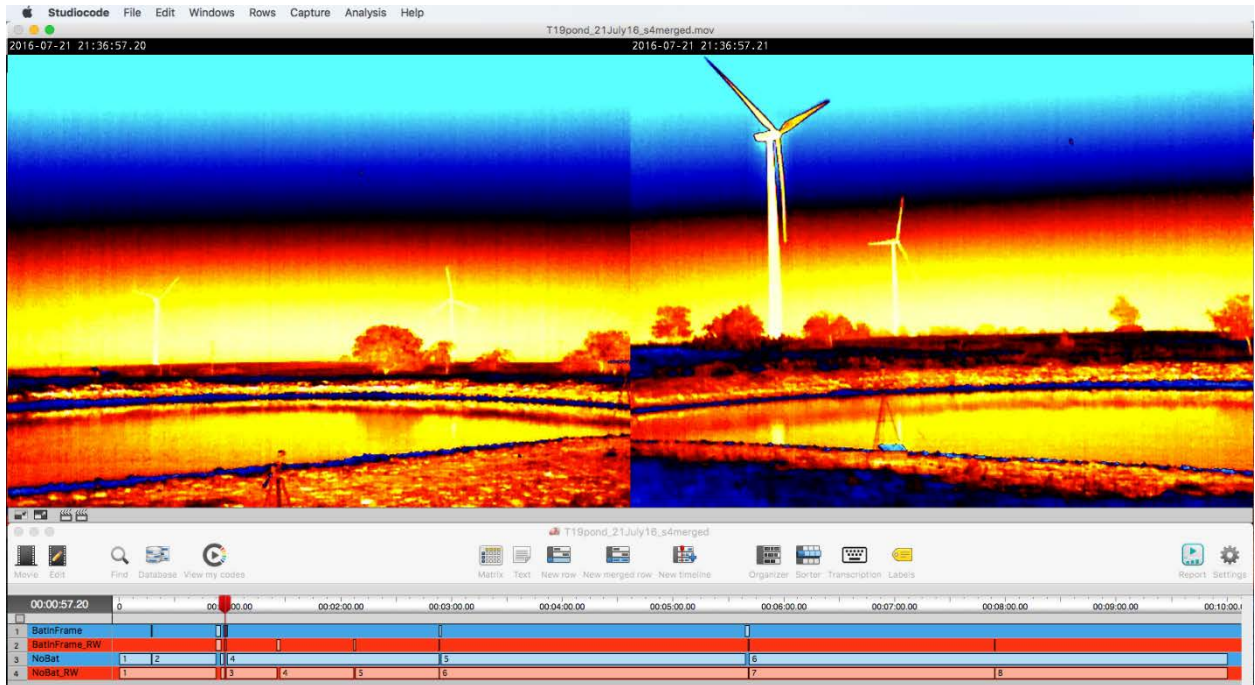 Studiocode File Edit Windows Rows Capture Analysis Help
T19pond_21July16_s4merged.mov
2016-07-21 21:36:57.20 2016-07-21 21:36:57.21
T19pond_21July16_s4merged
Movie Edit Find Database View my codes Matrix Text New row New merged row New timeline Organizer Sorter Transcription Labels Report Settings
00:00:57.20 0 00:02:00.00 00:03:00.00 00:04:00.00 00:05:00.00 00:06:00.00 00:07:00.00 00:08:00.00 00:09:00.00 00:10:00.
1 BatInFrame
2 BatInFrame_RW
3 NoBat 1 2 4 5 6
4 NoBat_RW 1 3 4 5 6 7 8